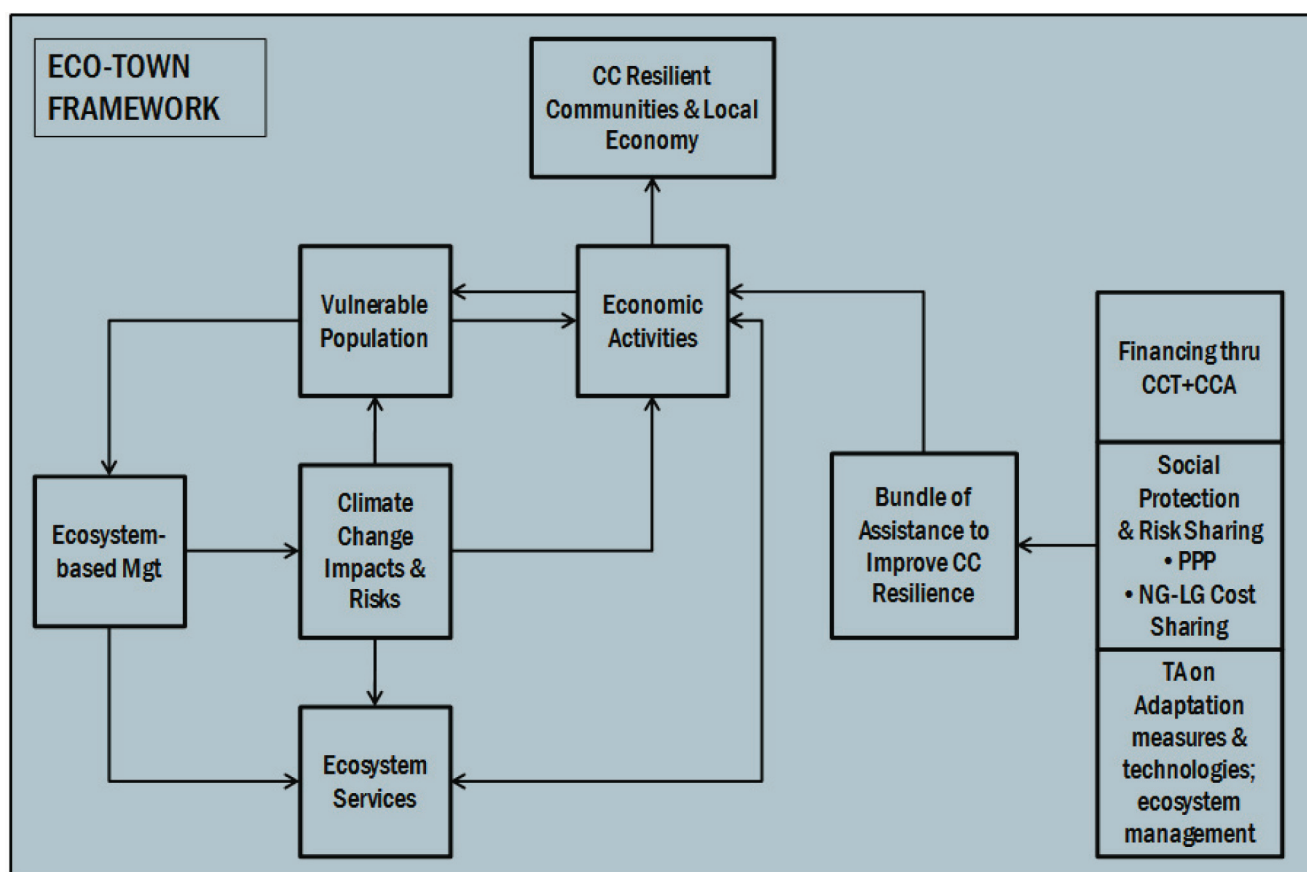 ECO-TOWN
FRAMEWORK
CC Resilient
Communities & Local
Economy
Vulnerable
Population
Economic
Activities
Financing thru
CCT+CCA
Ecosystem-
based Mgt
Climate
Change
Impacts &
Risks
Bundle of
Assistance to
Improve CC
Resilience
Social
Protection
& Risk Sharing
• PPP
• NG-LG Cost
Sharing
Ecosystem
Services
TA on
Adaptation
measures &
technologies;
ecosystem
management